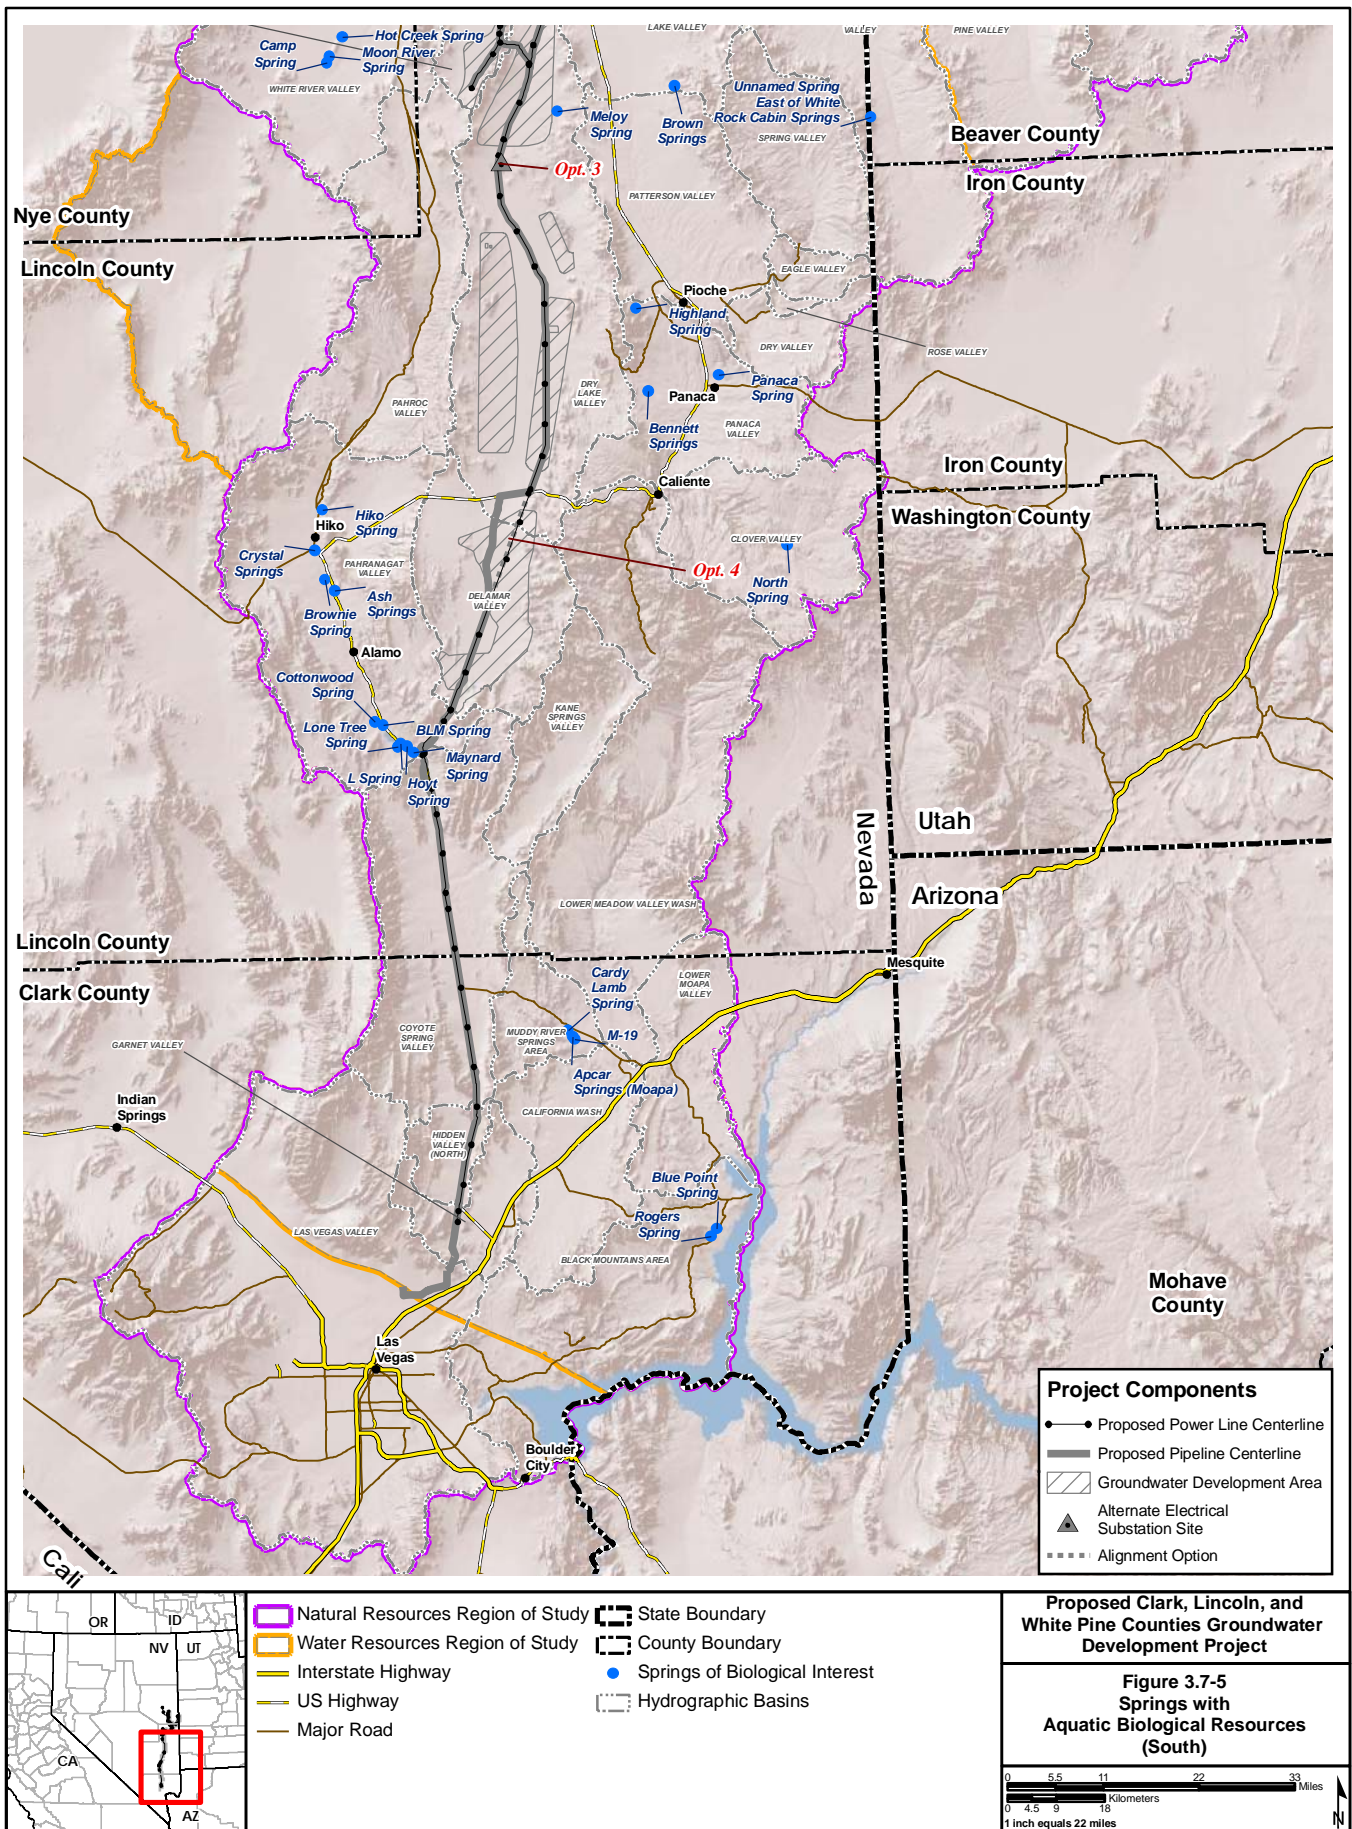 Hot Creek Spring
Camp
Spring
Moon River
Spring
WHITE RIVER VALLEY
LAKE VALLEY
VALLEY
PINE VALLEY
Meloy
Spring
Brown
Springs
Unnamed Spring
East of White
Rock Cabin Springs
SPRING VALLEY
Beaver County
Iron County
Opt. 3
PATTERSON VALLEY
Nye County
Lincoln County
EAGLE VALLEY
Pioche
Highland
Spring
DRY VALLEY
ROSE VALLEY
DRY
LAKE
VALLEY
Panaca
Panaca
Spring
PAHROC
VALLEY
Bennett
Springs
PANACA
VALLEY
Iron County
Washington County
Caliente
Hiko
Spring
Hiko
Crystal
Springs
PAHRANAGAT
VALLEY
CLOVER VALLEY
Opt. 4
North
Spring
Ash
Springs
Brownie
Spring
DELAMAR
VALLEY
Alamo
Cottonwood
Spring
KANE
SPRINGS
VALLEY
Lone Tree
Spring
BLM Spring
Maynard
Spring
L Spring
Hoyt
Spring
Nevada
Utah
Arizona
LOWER MEADOW VALLEY WASH
Lincoln County
Clark County
Mesquite
Cardy
Lamb
Spring
LOWER
MOAPA
VALLEY
COYOTE
SPRING
VALLEY
MUDDY RIVER
SPRINGS
AREA
M-19
GARNET VALLEY
Apcar
Springs (Moapa)
Indian
Springs
CALIFORNIA WASH
HIDDEN
VALLEY
(NORTH)
Blue Point
Spring
Rogers
Spring
LAS VEGAS VALLEY
BLACK MOUNTAINS AREA
Mohave
County
Las
Vegas
Boulder
City
Cali
Project Components
Proposed Power Line Centerline
Proposed Pipeline Centerline
Groundwater Development Area
Alternate Electrical
Substation Site
Alignment Option
OR
ID
NV
UT
CA
AZ
Natural Resources Region of Study
Water Resources Region of Study
Interstate Highway
US Highway
Major Road
State Boundary
County Boundary
Springs of Biological Interest
Hydrographic Basins
Proposed Clark, Lincoln, and
White Pine Counties Groundwater
Development Project
Figure 3.7-5
Springs with
Aquatic Biological Resources
(South)
0 5.5 11 22 33
Miles
Kilometers
0 4.5 9 18
1 inch equals 22 miles
N